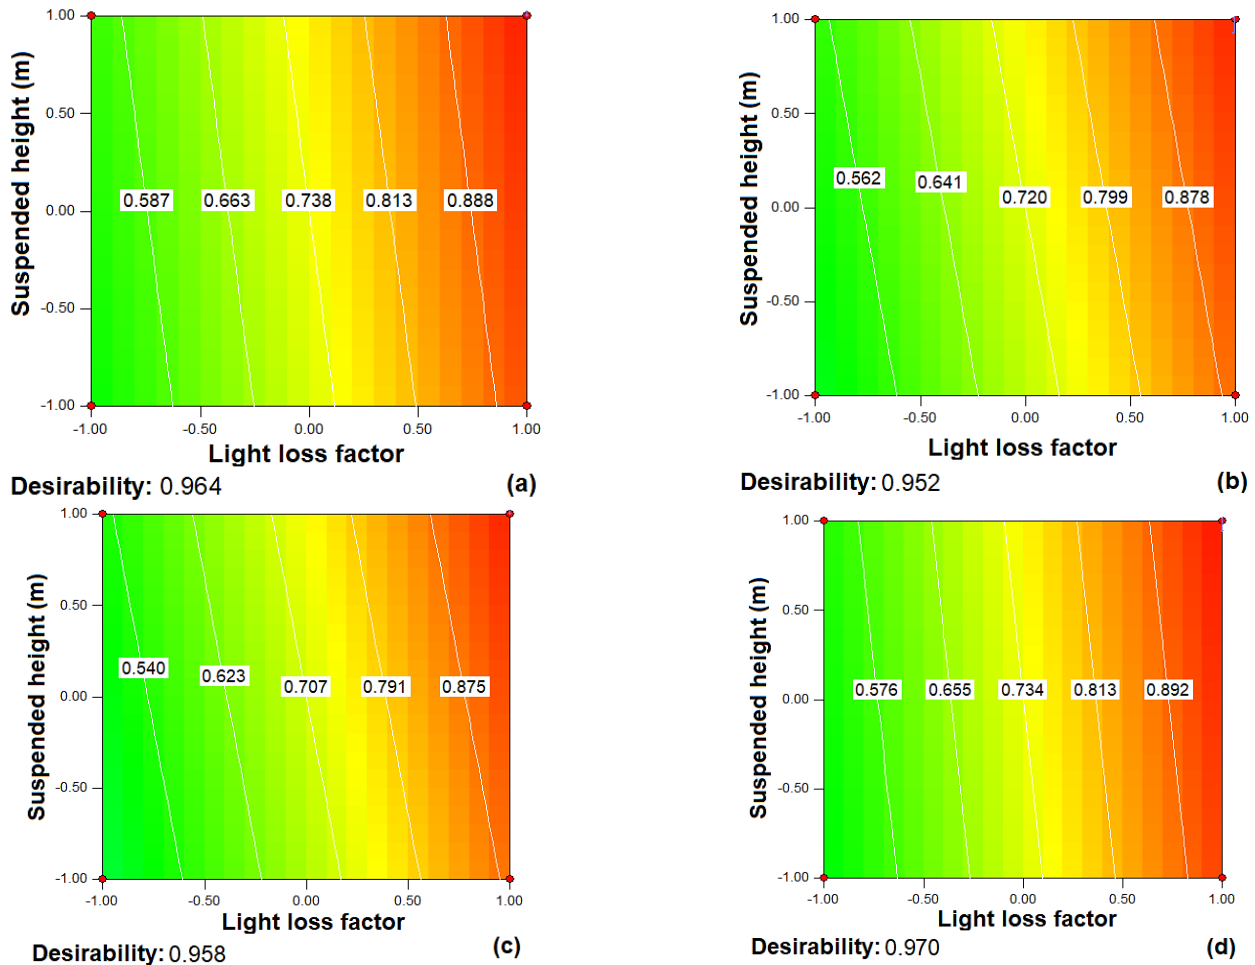 1.00
0.50
0.00
-0.50
-1.00
Suspended height (m)
0.587 0.663 0.738 0.813 0.888
-1.00 -0.50 0.00 0.50 1.00
Light loss factor
Desirability: 0.964 (a)
1.00
0.50
0.00
-0.50
-1.00
Suspended height (m)
0.562 0.641 0.720 0.799 0.878
-1.00 -0.50 0.00 0.50 1.00
Light loss factor
Desirability: 0.952 (b)
1.00
0.50
0.00
-0.50
-1.00
Suspended height (m)
0.540 0.623 0.707 0.791 0.875
-1.00 -0.50 0.00 0.50 1.00
Light loss factor
Desirability: 0.958 (c)
1.00
0.50
0.00
-0.50
-1.00
Suspended height (m)
0.576 0.655 0.734 0.813 0.892
-1.00 -0.50 0.00 0.50 1.00
Light loss factor
Desirability: 0.970 (d)